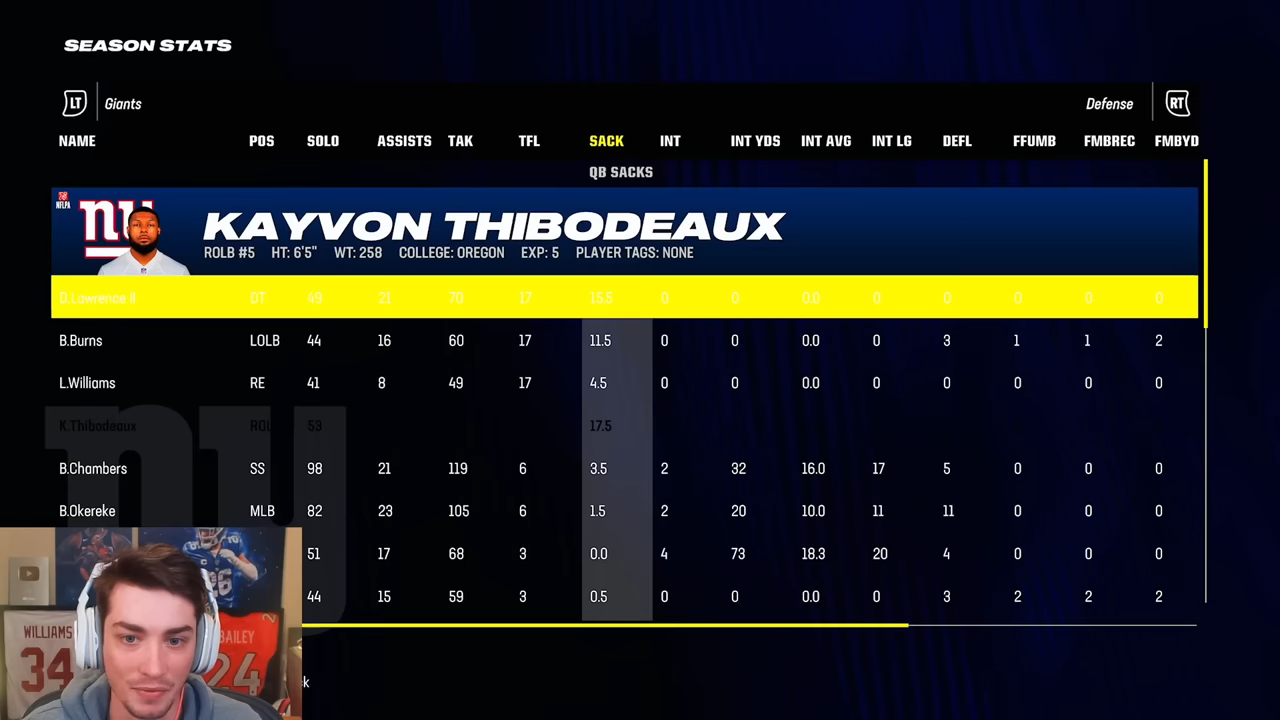 SEASON STATS
LT Giants Defense RT
NAME POS SOLO ASSISTS TAK TFL SACK INT INT YDS INT AVG INT LG DEFL FFUMB FMBREC FMBYD
QB SACKS
NFLPA
ny
KAYVON THIBODEAUX
ROLB #5 HT: 6'5" WT: 258 COLLEGE: OREGON EXP: 5 PLAYER TAGS: NONE
D.Lawrence II DT 49 21 70 17 15.5 0 0 0.0 0 0 0 0 0
B.Burns LOLB 44 16 60 17 11.5 0 0 0.0 0 3 1 1 2
L.Williams RE 41 8 49 17 4.5 0 0 0.0 0 0 0 0 0
K.Thibodeaux ROL 53 17.5
B.Chambers SS 98 21 119 6 3.5 2 32 16.0 17 5 0 0 0
B.Okereke MLB 82 23 105 6 1.5 2 20 10.0 11 11 0 0 0
51 17 68 3 0.0 4 73 18.3 20 4 0 0 0
44 15 59 3 0.5 0 0 0.0 0 3 2 2 2
WILLIAMS
34
BAILEY
24
26